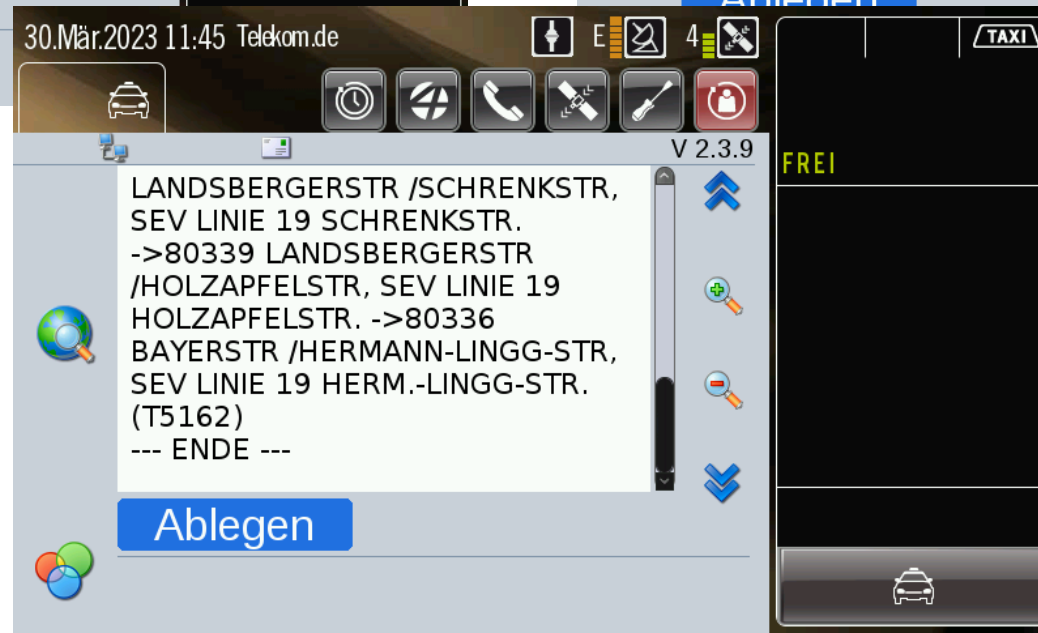 Ablegen
30.Mär.2023 11:45 Telekom.de
E
4
TAXI
V 2.3.9
FREI
LANDSBERGERSTR /SCHRENKSTR,
SEV LINIE 19 SCHRENKSTR.
->80339 LANDSBERGERSTR
/HOLZAPFELSTR, SEV LINIE 19
HOLZAPFELSTR. ->80336
BAYERSTR /HERMANN-LINGG-STR,
SEV LINIE 19 HERM.-LINGG-STR.
(T5162)
--- ENDE ---
Ablegen